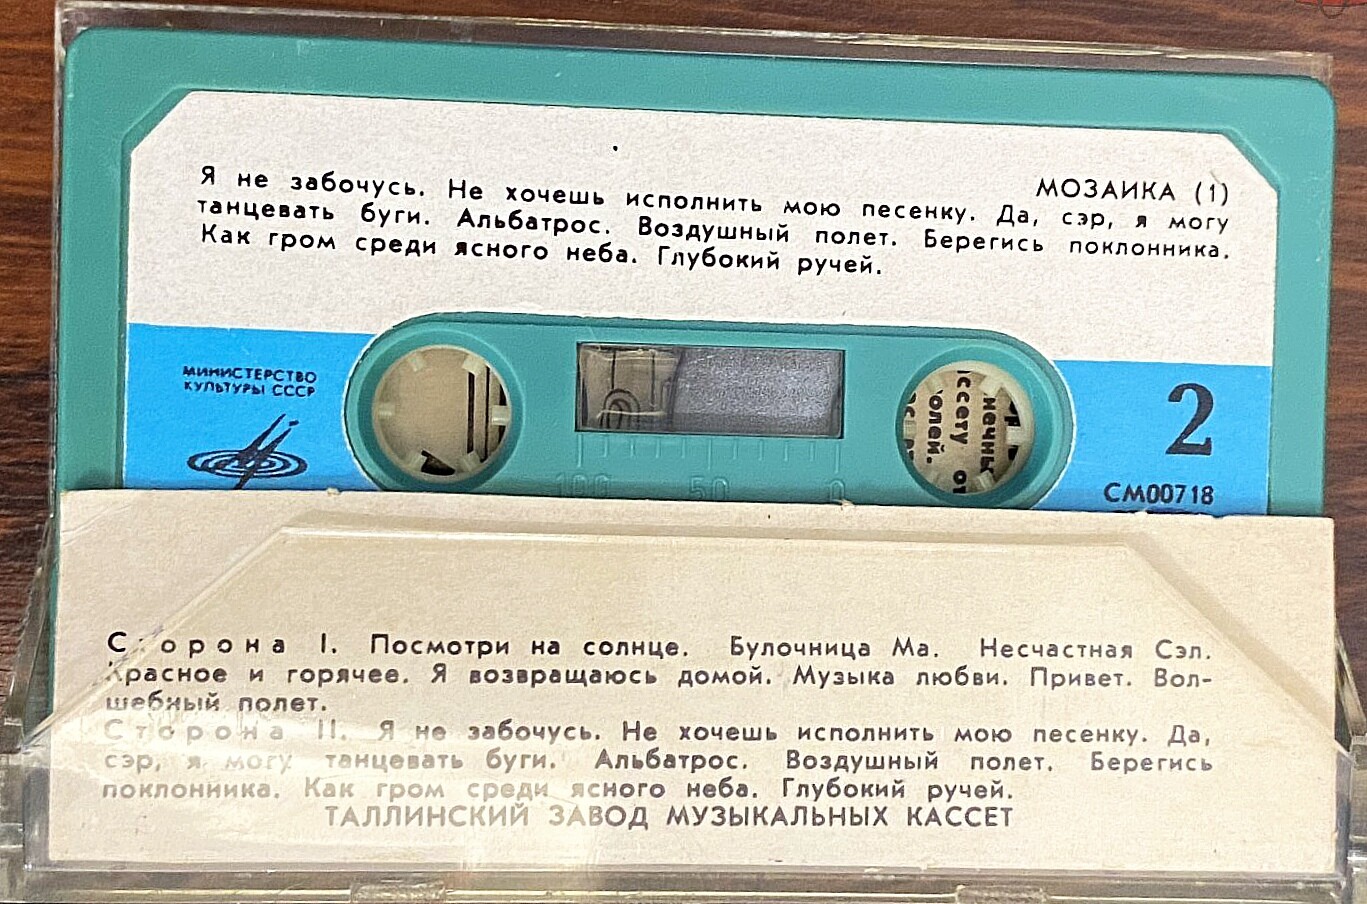 МОЗАИКА (1)
Я не забочусь. Не хочешь исполнить мою песенку. Да, сэр, я могу
танцевать буги. Альбатрос. Воздушный полет. Берегись поклонника.
Как гром среди ясного неба. Глубокий ручей.
МИНИСТЕРСТВО
КУЛЬТУРЫ СССР
2
СМ00718
100 50 0
Сторона I. Посмотри на солнце. Булочница Ма. Несчастная Сэл.
Красное и горячее. Я возвращаюсь домой. Музыка любви. Привет. Вол-
шебный полет.
Сторона II. Я не забочусь. Не хочешь исполнить мою песенку. Да,
сэр, я могу танцевать буги. Альбатрос. Воздушный полет. Берегись
поклонника. Как гром среди ясного неба. Глубокий ручей.
ТАЛЛИНСКИЙ ЗАВОД МУЗЫКАЛЬНЫХ КАССЕТ